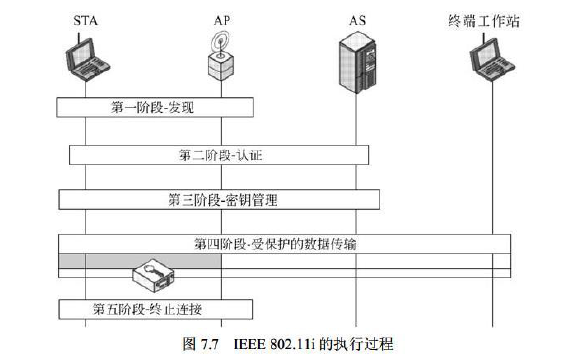 STA AP AS 终端工作站
第一阶段-发现
第二阶段-认证
第三阶段-密钥管理
第四阶段-受保护的数据传输
第五阶段-终止连接
图 7.7 IEEE 802.11i 的执行过程